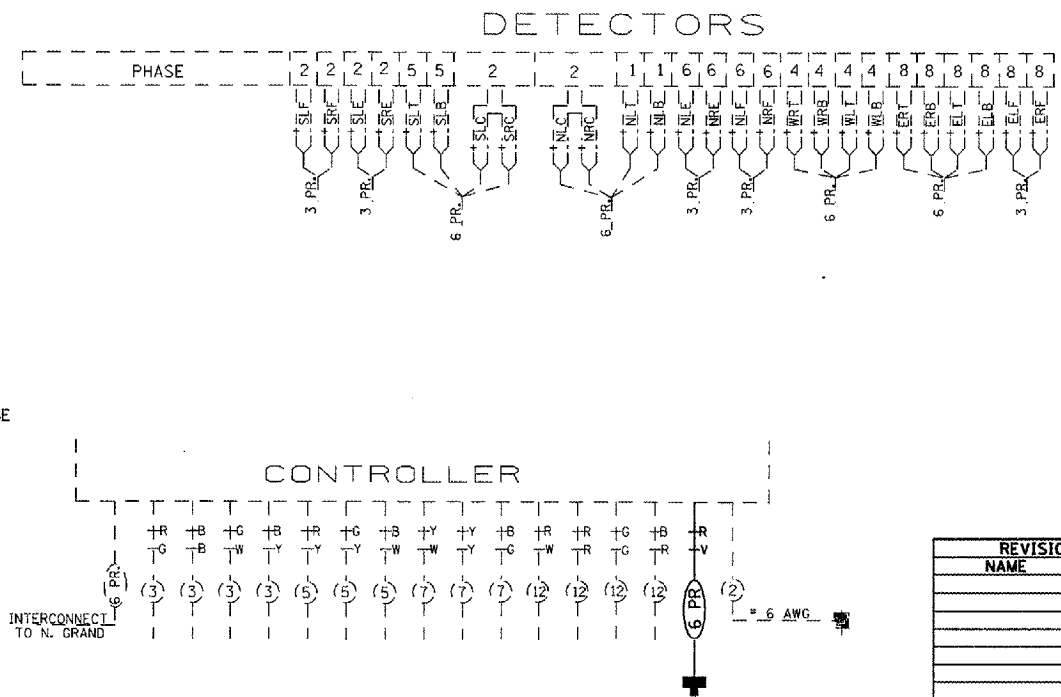 DETECTORS
PHASE 2 2 2 2 5 5 2 2 1 1 6 6 6 6 4 4 4 4 8 8 8 8 8 8
SLF SRF SLE SRE SLT SLB SLC SRC NLC NRC NLT NLB NLE NRE NLF NRF WRT WRB WLT WLB ERT ERB ELT ELB ELF ERF
3 PR. 3 PR. 6 PR. 6 PR. 3 PR. 3 PR. 6 PR. 6 PR. 3 PR.
SE
CONTROLLER
R B G B R G B Y Y B R R G B R
G B W Y Y Y W W Y G W R G R V
6 PR. 3 3 3 3 5 5 5 7 7 7 12 12 12 12 6 PR 2
INTERCONNECT
TO N. GRAND
# 6 AWG
REVISIO
NAME